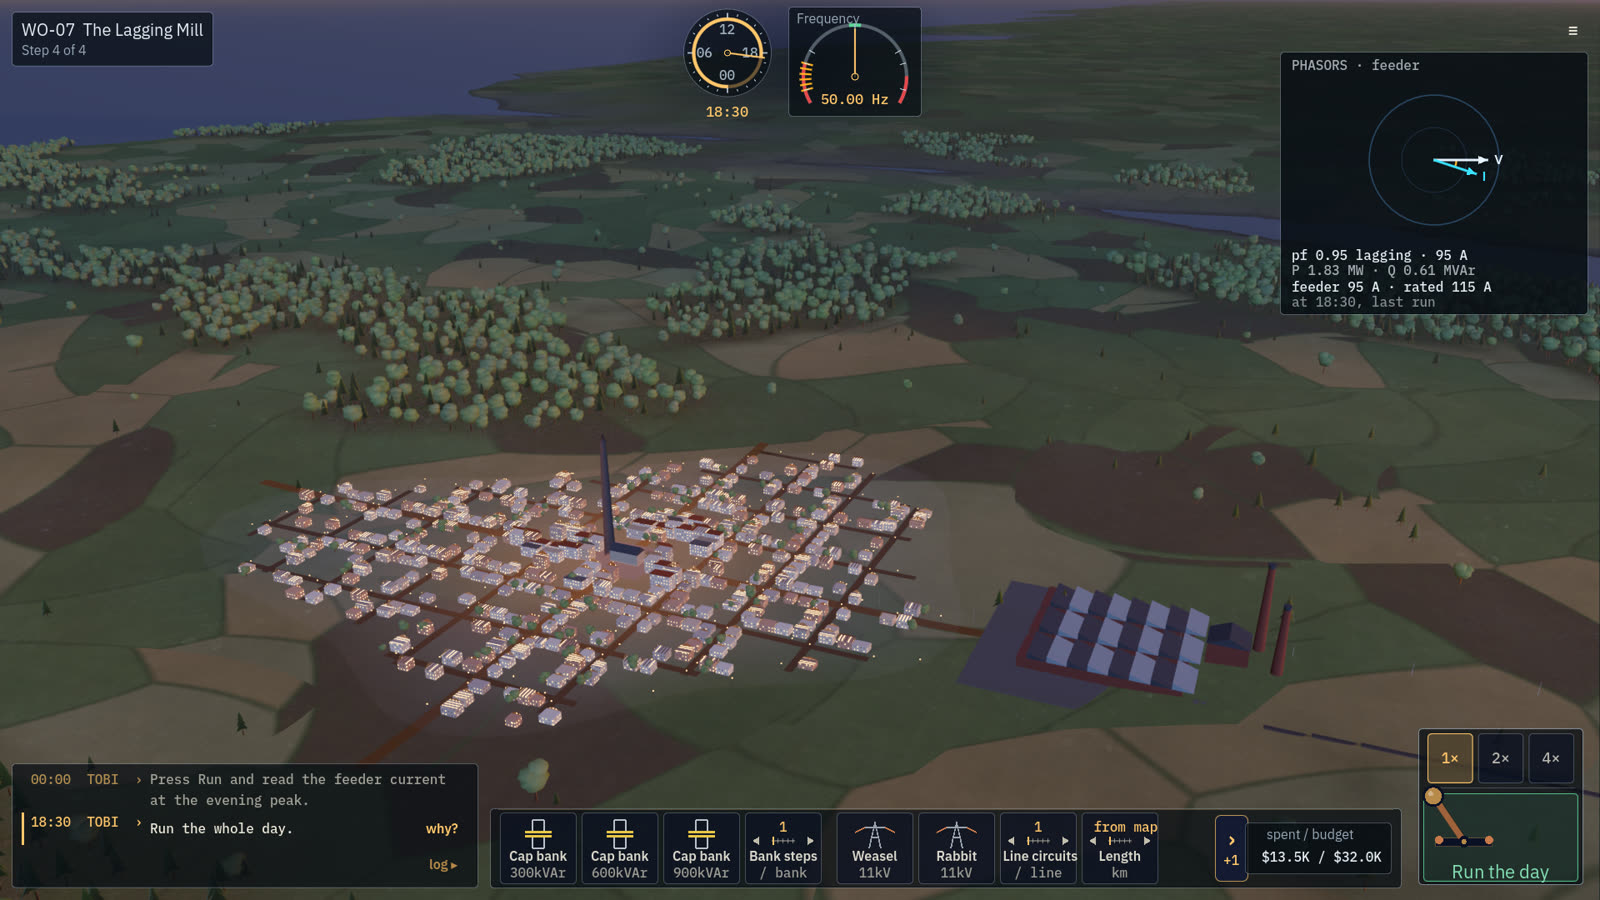 WO-07 The Lagging Mill
Step 4 of 4
12
06 18
00
18:30
Frequency
50.00 Hz
≡
PHASORS · feeder
V
I
pf 0.95 lagging · 95 A
P 1.83 MW · Q 0.61 MVAr
feeder 95 A · rated 115 A
at 18:30, last run
00:00 TOBI › Press Run and read the feeder current
at the evening peak.
18:30 TOBI › Run the whole day. why?
log ▸
Cap bank
300kVAr
Cap bank
600kVAr
Cap bank
900kVAr
1
Bank steps
/ bank
Weasel
11kV
Rabbit
11kV
1
Line circuits
/ line
from map
Length
km
›
+1
spent / budget
$13.5K / $32.0K
1× 2× 4×
Run the day